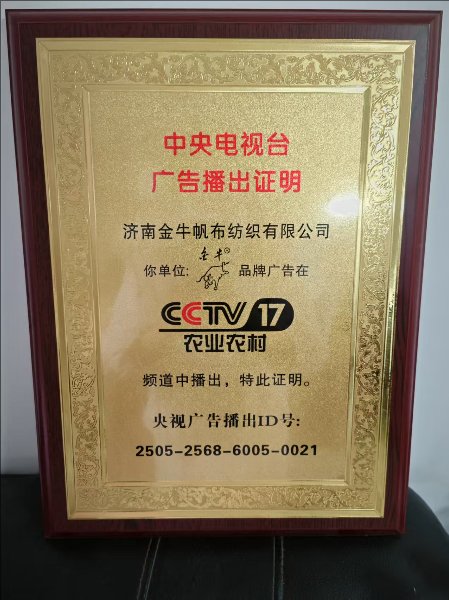 中央电视台
广告播出证明
济南金牛帆布纺织有限公司
金牛®
你单位: 品牌广告在
CCTV 17
农业农村
频道中播出，特此证明。
央视广告播出ID号:
2505-2568-6005-0021